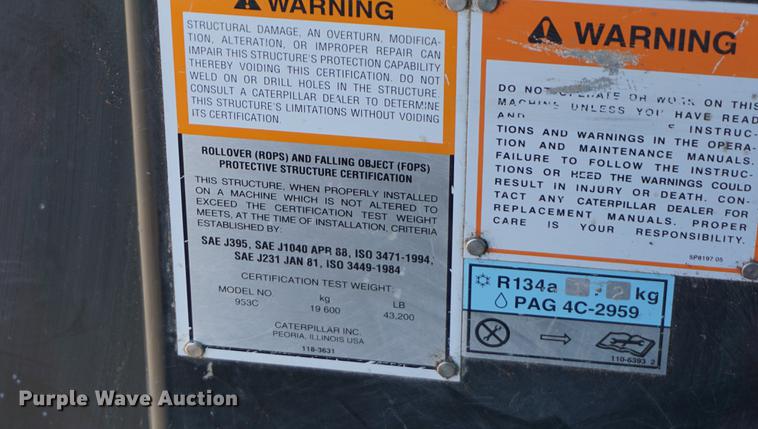 WARNING
STRUCTURAL DAMAGE, AN OVERTURN, MODIFICA-
TION, ALTERATION, OR IMPROPER REPAIR CAN
IMPAIR THIS STRUCTURE'S PROTECTION CAPABILITY
THEREBY VOIDING THIS CERTIFICATION. DO NOT
WELD ON OR DRILL HOLES IN THE STRUCTURE
CONSULT A CATERPILLAR DEALER TO DETERMINE
THIS STRUCTURE'S LIMITATIONS WITHOUT VOIDING
ITS CERTIFICATION.
ROLLOVER (ROPS) AND FALLING OBJECT (FOPS)
PROTECTIVE STRUCTURE CERTIFICATION
THIS STRUCTURE, WHEN PROPERLY INSTALLED
ON A MACHINE WHICH IS NOT ALTERED TO
EXCEED THE CERTIFICATION TEST WEIGHT
MEETS, AT THE TIME OF INSTALLATION, CRITERIA
ESTABLISHED BY:
SAE J395, SAE J1040 APR 88, ISO 3471-1994,
SAE J231 JAN 81, ISO 3449-1984
CERTIFICATION TEST WEIGHT:
MODEL NO. kg LB
953C 19 600 43,200
CATERPILLAR INC.
PEORIA, ILLINOIS USA
118-3631
WARNING
DO NOT OPERATE OR WORK ON THIS
MACHINE UNLESS YOU HAVE READ
AND INSTRUC-
TIONS AND WARNINGS IN THE OPERA-
TION AND MAINTENANCE MANUALS.
FAILURE TO FOLLOW THE INSTRUC-
TIONS OR HEED THE WARNINGS COULD
RESULT IN INJURY OR DEATH. CON-
TACT ANY CATERPILLAR DEALER FOR
REPLACEMENT MANUALS. PROPER
CARE IS YOUR RESPONSIBILITY.
SP8197 05
R134a kg
PAG 4C-2959
110-6393 2
Purple Wave Auction